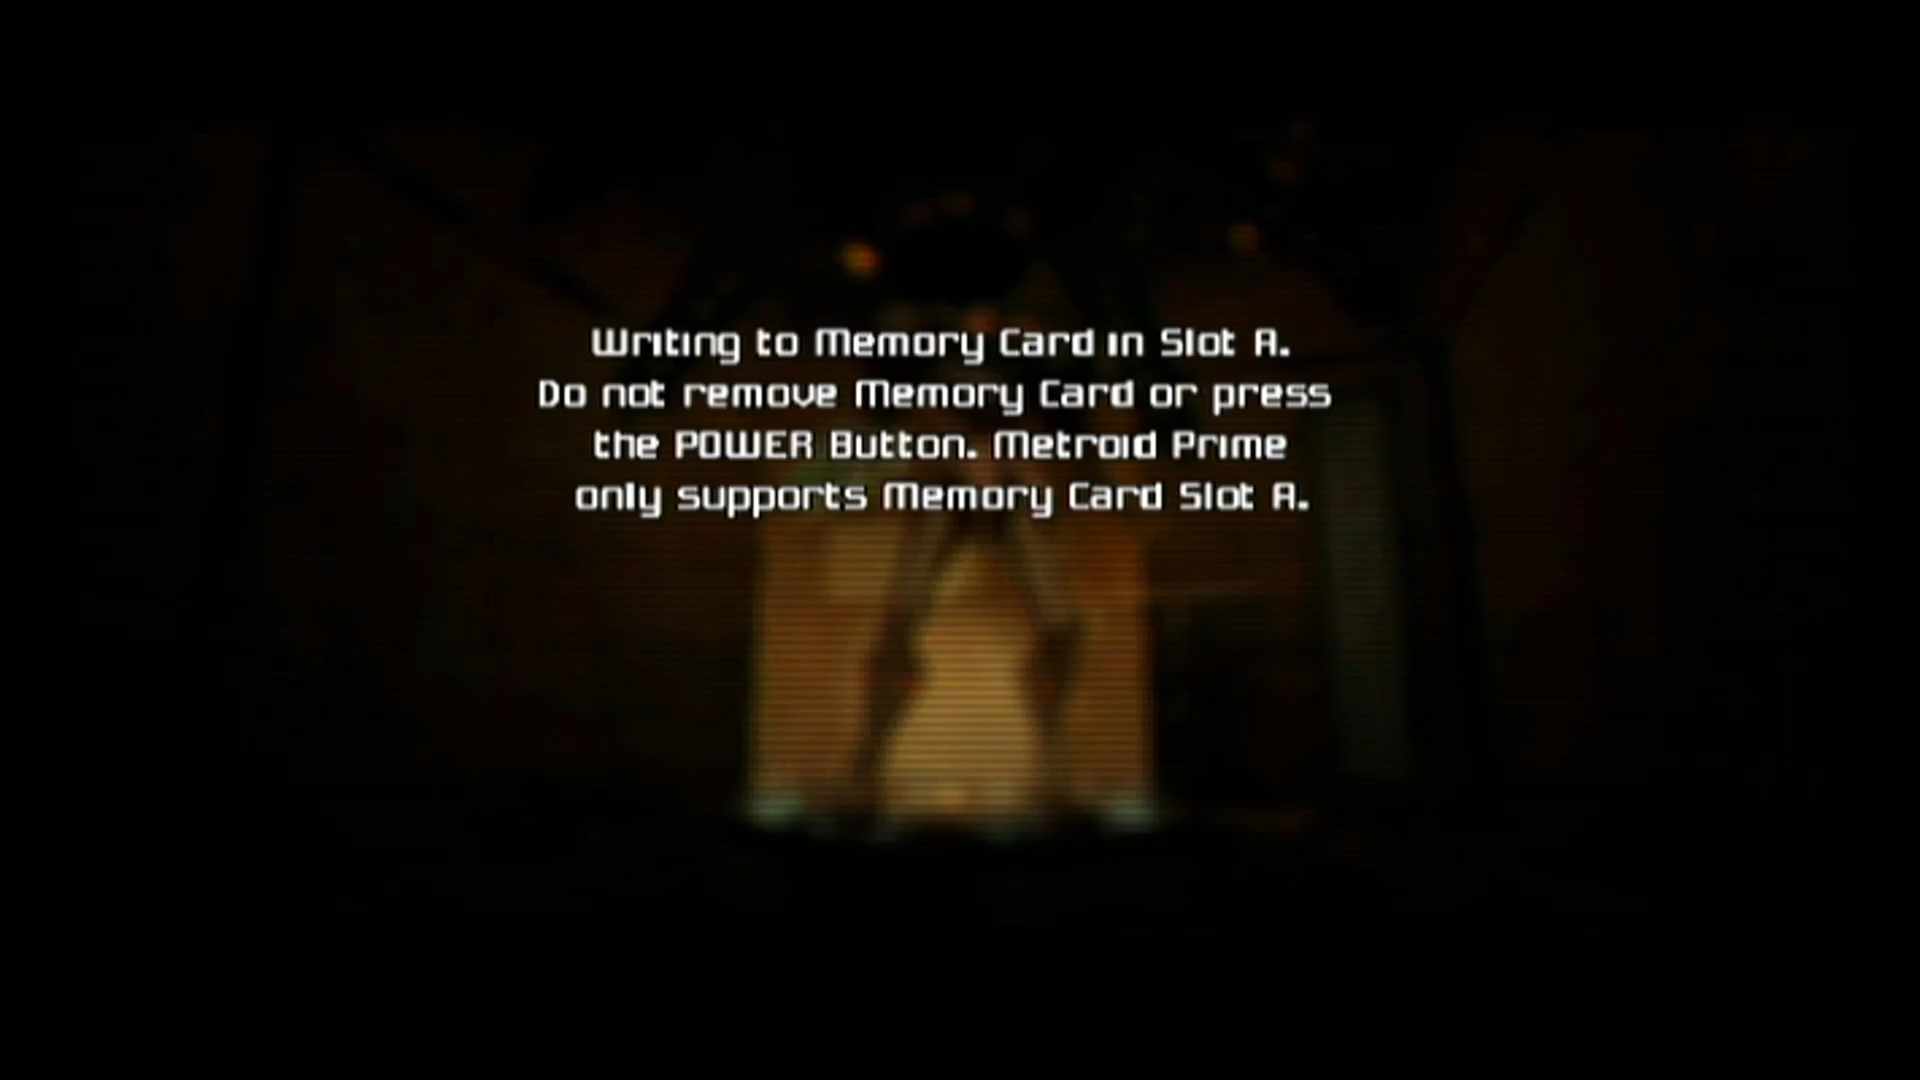 Writing to Memory Card in Slot A.
Do not remove Memory Card or press
the POWER Button. Metroid Prime
only supports Memory Card Slot A.